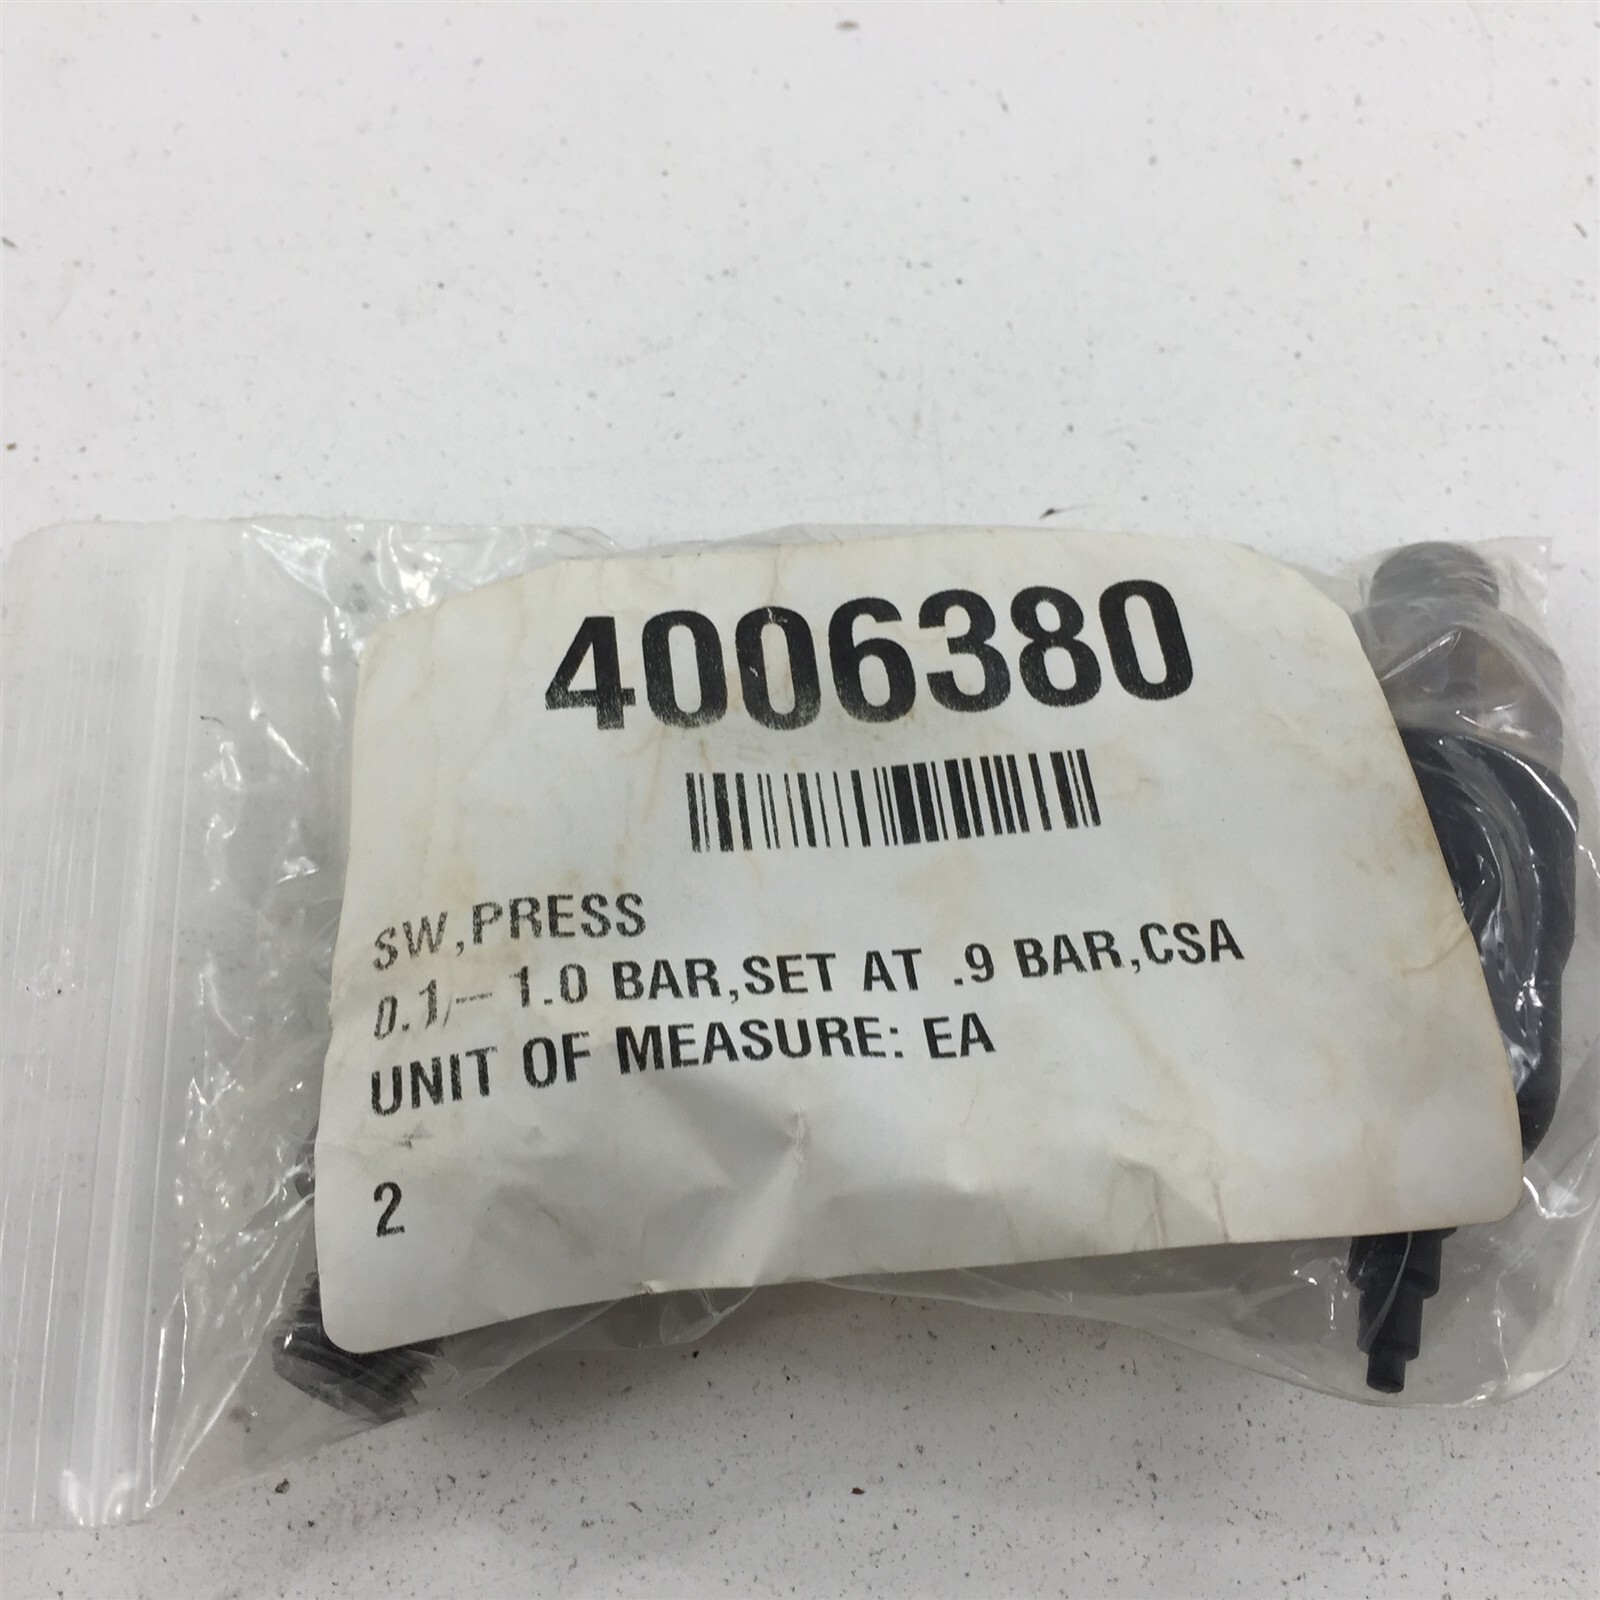 4006380
SW,PRESS
0.1/- 1.0 BAR,SET AT .9 BAR,CSA
UNIT OF MEASURE: EA
2